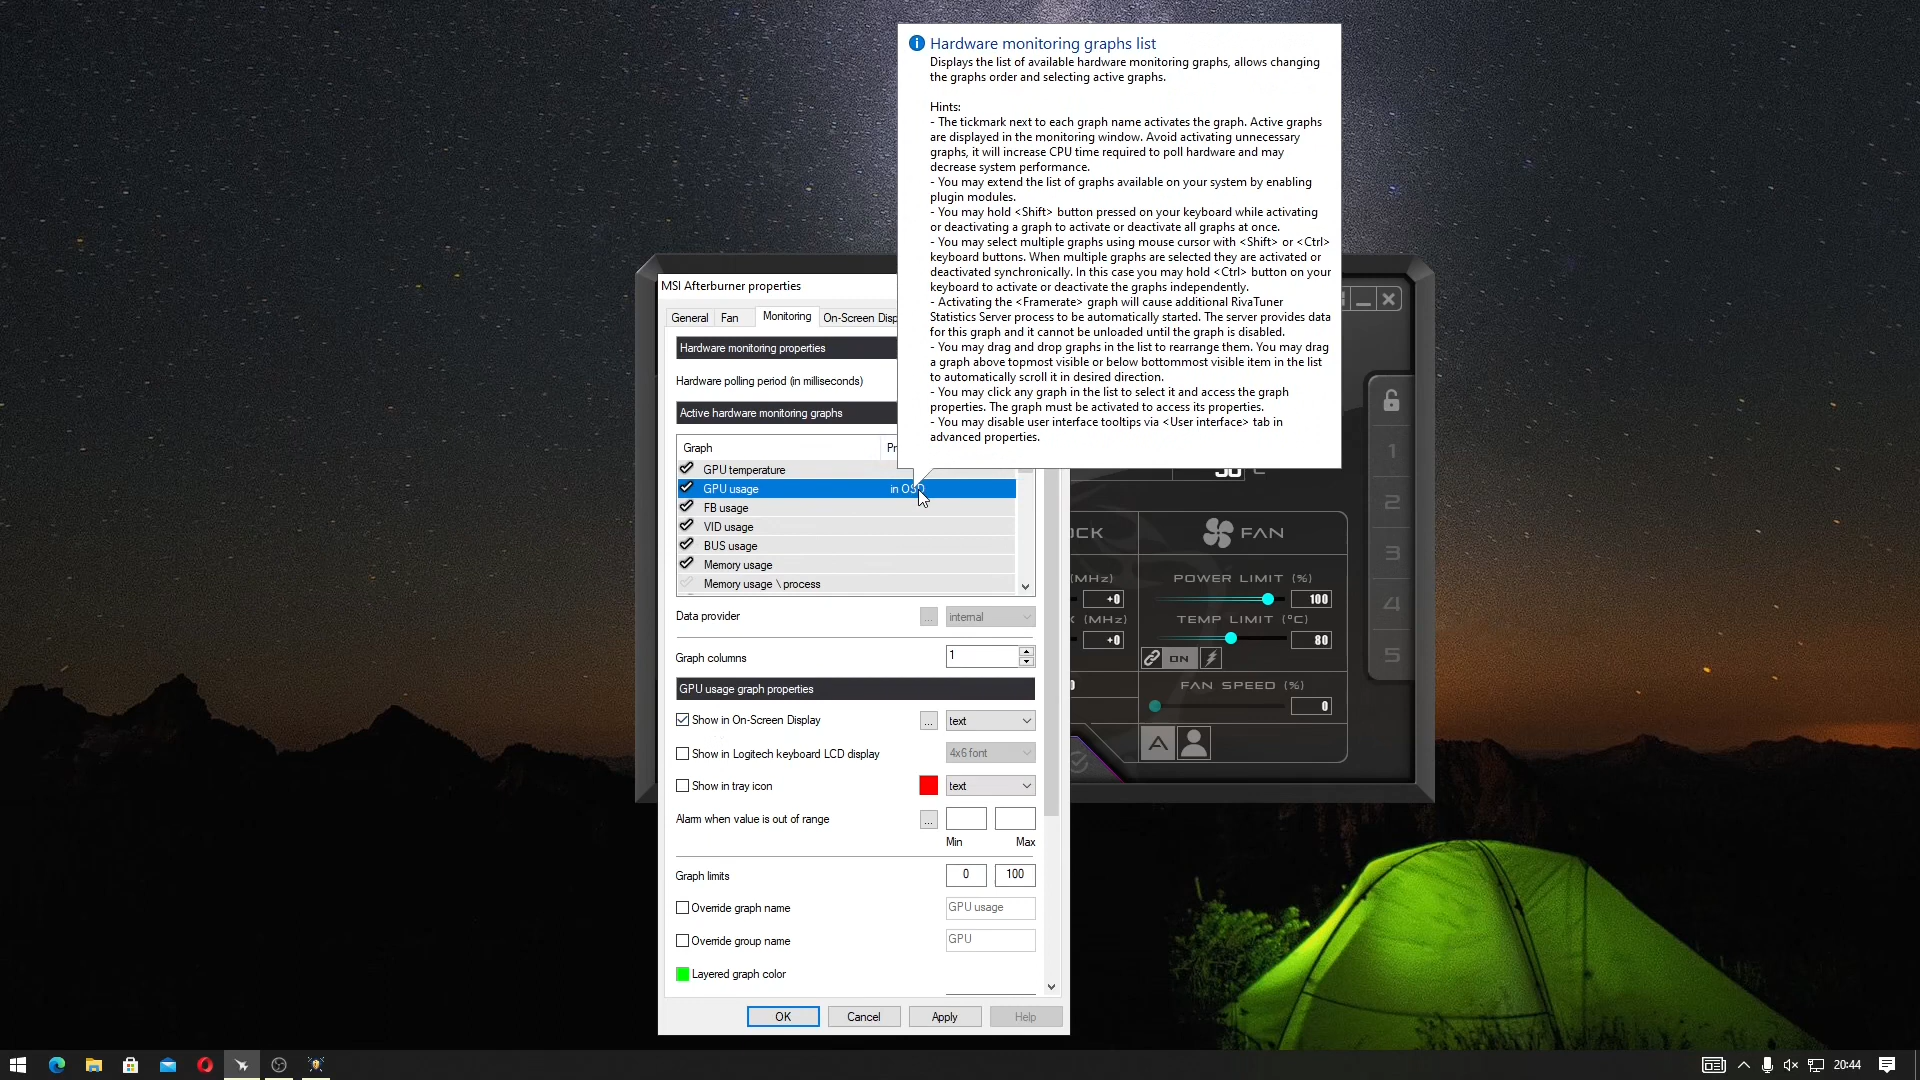 Hardware monitoring graphs list
Displays the list of available hardware monitoring graphs, allows changing
the graphs order and selecting active graphs.
Hints:
- The tickmark next to each graph name activates the graph. Active graphs
are displayed in the monitoring window. Avoid activating unnecessary
graphs, it will increase CPU time required to poll hardware and may
decrease system performance.
- You may extend the list of graphs available on your system by enabling
plugin modules.
- You may hold <Shift> button pressed on your keyboard while activating
or deactivating a graph to activate or deactivate all graphs at once.
- You may select multiple graphs using mouse cursor with <Shift> or <Ctrl>
keyboard buttons. When multiple graphs are selected they are activated or
deactivated synchronically. In this case you may hold <Ctrl> button on your
keyboard to activate or deactivate the graphs independently.
- Activating the <Framerate> graph will cause additional RivaTuner
Statistics Server process to be automatically started. The server provides data
for this graph and it cannot be unloaded until the graph is disabled.
- You may drag and drop graphs in the list to rearrange them. You may drag
a graph above topmost visible or below bottommost visible item in the list
to automatically scroll it in desired direction.
- You may click any graph in the list to select it and access the graph
properties. The graph must be activated to access its properties.
- You may disable user interface tooltips via <User interface> tab in
advanced properties.
MSI Afterburner properties
General Fan Monitoring On-Screen Disp
Hardware monitoring properties
Hardware polling period (in milliseconds)
Active hardware monitoring graphs
Graph Pr
GPU temperature
GPU usage in OSD
FB usage
VID usage
BUS usage
Memory usage
Memory usage \ process
Data provider ... internal
Graph columns 1
GPU usage graph properties
Show in On-Screen Display ... text
Show in Logitech keyboard LCD display 4x6 font
Show in tray icon text
Alarm when value is out of range ...
Min Max
Graph limits 0 100
Override graph name GPU usage
Override group name GPU
Layered graph color
OK Cancel Apply Help
OCK FAN
(MHz) +0 POWER LIMIT (%) 100
(MHz) +0 TEMP LIMIT (°C) 80
ON
FAN SPEED (%) 0
A
1
2
3
4
5
20:44